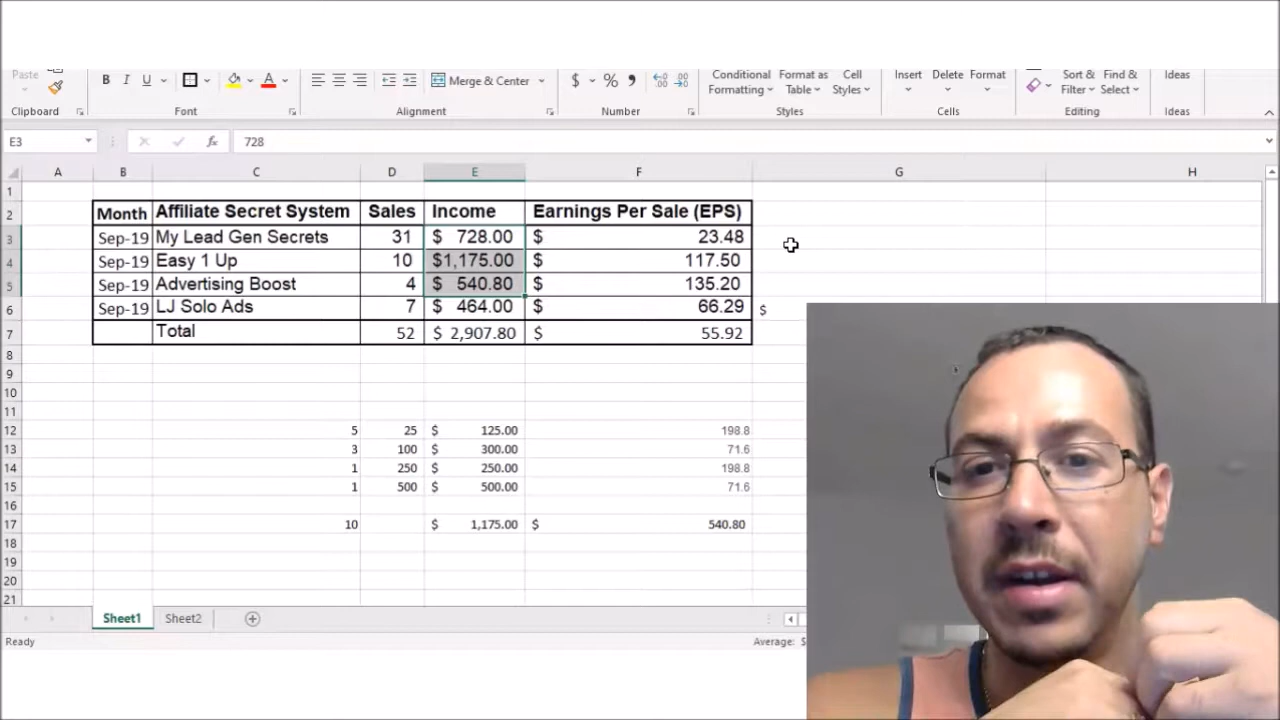 Paste B I U A Merge & Center $ % 9 Conditional Formatting Format as Table Cell Styles Insert Delete Format Sort & Filter Find & Select Ideas
Clipboard Font Alignment Number Styles Cells Editing Ideas
E3 fx 728
A B C D E F G H
1
2 Month Affiliate Secret System Sales Income Earnings Per Sale (EPS)
3 Sep-19 My Lead Gen Secrets 31 $ 728.00 $ 23.48
4 Sep-19 Easy 1 Up 10 $1,175.00 $ 117.50
5 Sep-19 Advertising Boost 4 $ 540.80 $ 135.20
6 Sep-19 LJ Solo Ads 7 $ 464.00 $ 66.29 $
7 Total 52 $ 2,907.80 $ 55.92
8
9
10
11
12 5 25 $ 125.00 198.8
13 3 100 $ 300.00 71.6
14 1 250 $ 250.00 198.8
15 1 500 $ 500.00 71.6
16
17 10 $ 1,175.00 $ 540.80
18
19
20
21
Sheet1 Sheet2
Ready Average: $